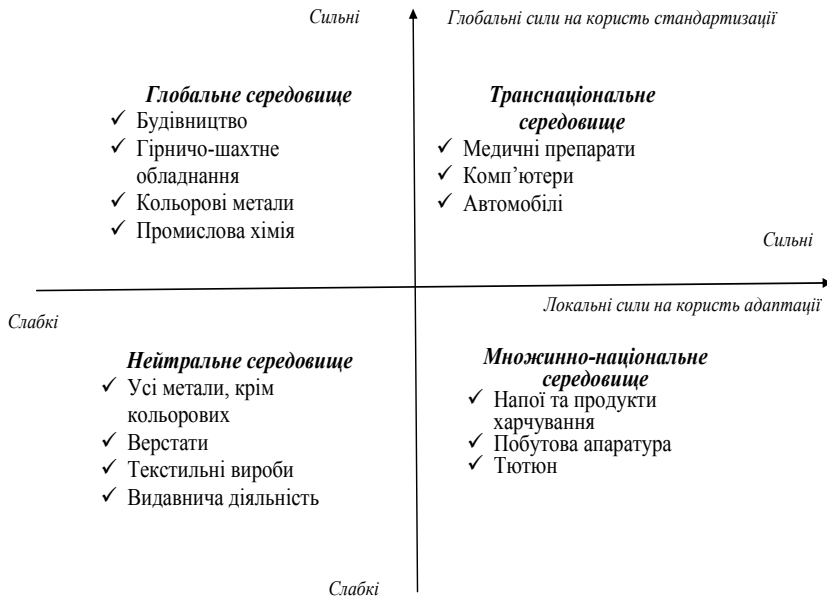 Сильні
Глобальні сили на користь стандартизації
Глобальне середовище
✓ Будівництво
✓ Гірничо-шахтне
обладнання
✓ Кольорові метали
✓ Промислова хімія
Транснаціональне
середовище
✓ Медичні препарати
✓ Комп’ютери
✓ Автомобілі
Сильні
Слабкі
Локальні сили на користь адаптації
Нейтральне середовище
✓ Усі метали, крім
кольорових
✓ Верстати
✓ Текстильні вироби
✓ Видавнича діяльність
Множинно-національне
середовище
✓ Напої та продукти
харчування
✓ Побутова апаратура
✓ Тютюн
Слабкі